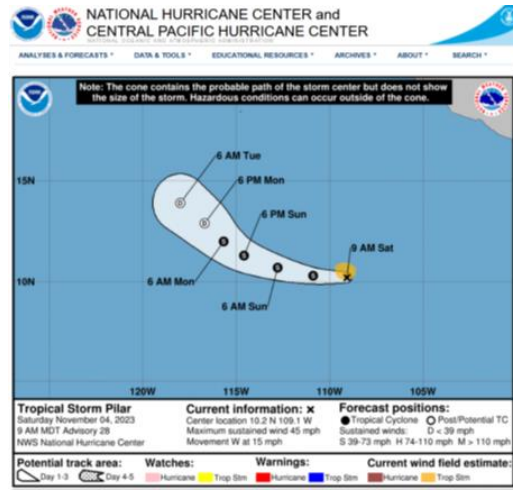 NATIONAL HURRICANE CENTER and
CENTRAL PACIFIC HURRICANE CENTER
NATIONAL OCEANIC AND ATMOSPHERIC ADMINISTRATION
ANALYSES & FORECASTS
DATA & TOOLS
EDUCATIONAL RESOURCES
ARCHIVES
ABOUT
SEARCH
Note: The cone contains the probable path of the storm center but does not show
the size of the storm. Hazardous conditions can occur outside of the cone.
15N
10N
6 AM Tue
6 PM Mon
6 PM Sun
9 AM Sat
6 AM Mon
6 AM Sun
D
D
S
S
S
S
120W
115W
110W
105W
Tropical Storm Pilar
Saturday November 04, 2023
9 AM MDT Advisory 28
NWS National Hurricane Center
Current information: x
Center location 10.2 N 109.1 W
Maximum sustained wind 45 mph
Movement W at 15 mph
Forecast positions:
Tropical Cyclone Post/Potential TC
Sustained winds: D < 39 mph
S 39-73 mph H 74-110 mph M > 110 mph
Potential track area:
Day 1-3 Day 4-5
Watches:
Hurricane Trop Stm
Warnings:
Hurricane Trop Stm
Current wind field estimate:
Hurricane Trop Stm